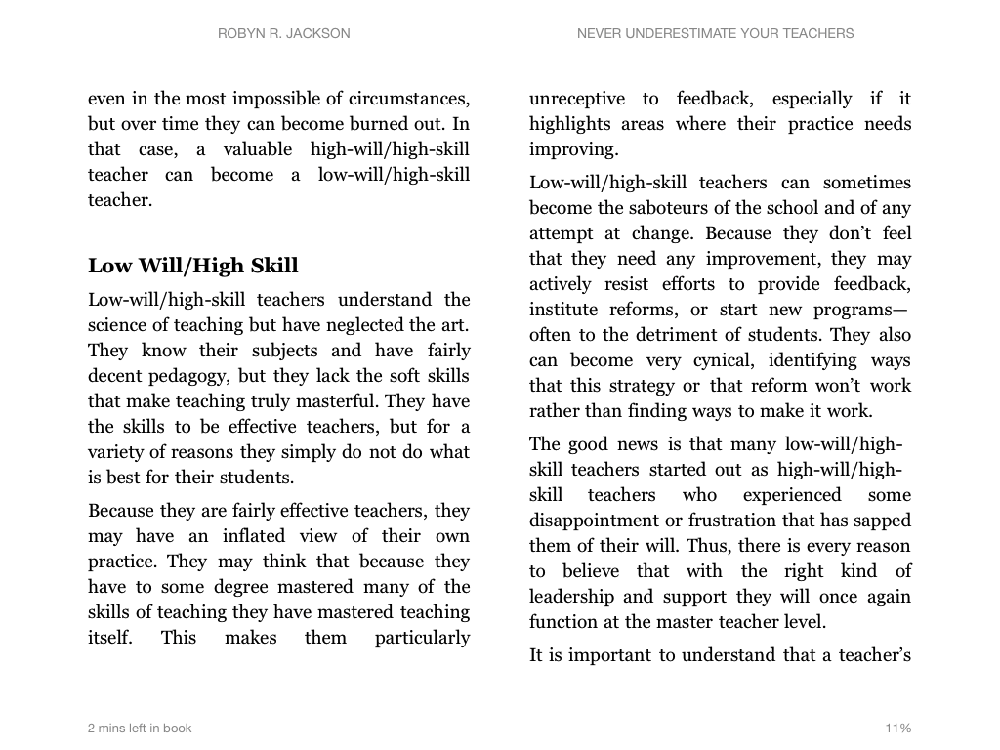 ROBYN R. JACKSON
NEVER UNDERESTIMATE YOUR TEACHERS
even in the most impossible of circumstances,
but over time they can become burned out. In
that case, a valuable high-will/high-skill
teacher can become a low-will/high-skill
teacher.
Low Will/High Skill
Low-will/high-skill teachers understand the
science of teaching but have neglected the art.
They know their subjects and have fairly
decent pedagogy, but they lack the soft skills
that make teaching truly masterful. They have
the skills to be effective teachers, but for a
variety of reasons they simply do not do what
is best for their students.
Because they are fairly effective teachers, they
may have an inflated view of their own
practice. They may think that because they
have to some degree mastered many of the
skills of teaching they have mastered teaching
itself. This makes them particularly
unreceptive to feedback, especially if it
highlights areas where their practice needs
improving.
Low-will/high-skill teachers can sometimes
become the saboteurs of the school and of any
attempt at change. Because they don’t feel
that they need any improvement, they may
actively resist efforts to provide feedback,
institute reforms, or start new programs—
often to the detriment of students. They also
can become very cynical, identifying ways
that this strategy or that reform won’t work
rather than finding ways to make it work.
The good news is that many low-will/high-
skill teachers started out as high-will/high-
skill teachers who experienced some
disappointment or frustration that has sapped
them of their will. Thus, there is every reason
to believe that with the right kind of
leadership and support they will once again
function at the master teacher level.
It is important to understand that a teacher’s
2 mins left in book
11%